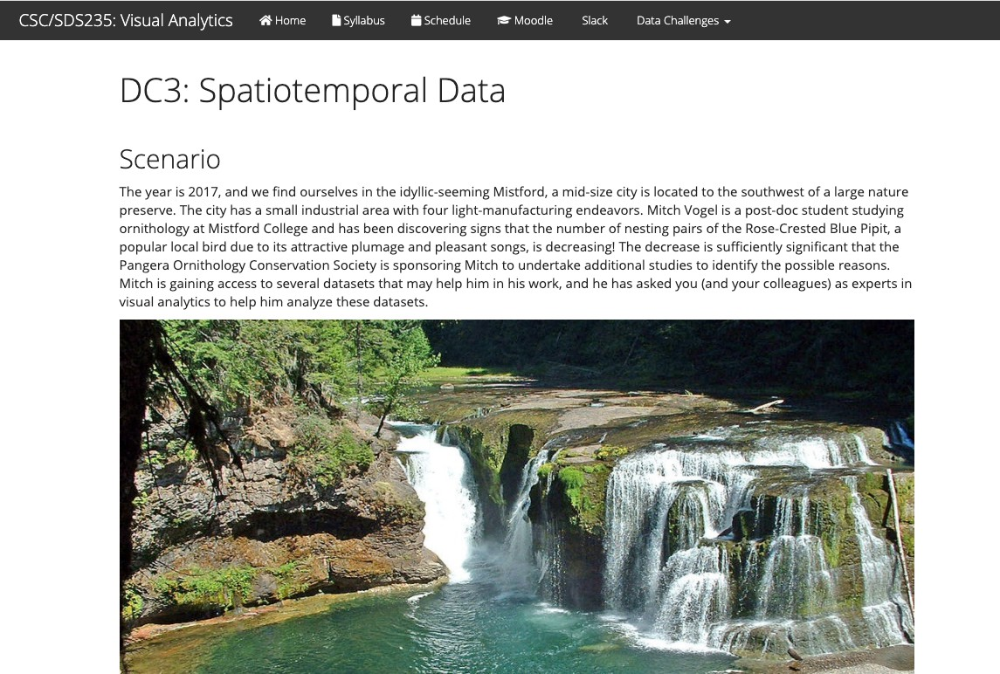 CSC/SDS235: Visual Analytics Home Syllabus Schedule Moodle Slack Data Challenges
DC3: Spatiotemporal Data
Scenario
The year is 2017, and we find ourselves in the idyllic-seeming Mistford, a mid-size city is located to the southwest of a large nature
preserve. The city has a small industrial area with four light-manufacturing endeavors. Mitch Vogel is a post-doc student studying
ornithology at Mistford College and has been discovering signs that the number of nesting pairs of the Rose-Crested Blue Pipit, a
popular local bird due to its attractive plumage and pleasant songs, is decreasing! The decrease is sufficiently significant that the
Pangera Ornithology Conservation Society is sponsoring Mitch to undertake additional studies to identify the possible reasons.
Mitch is gaining access to several datasets that may help him in his work, and he has asked you (and your colleagues) as experts in
visual analytics to help him analyze these datasets.